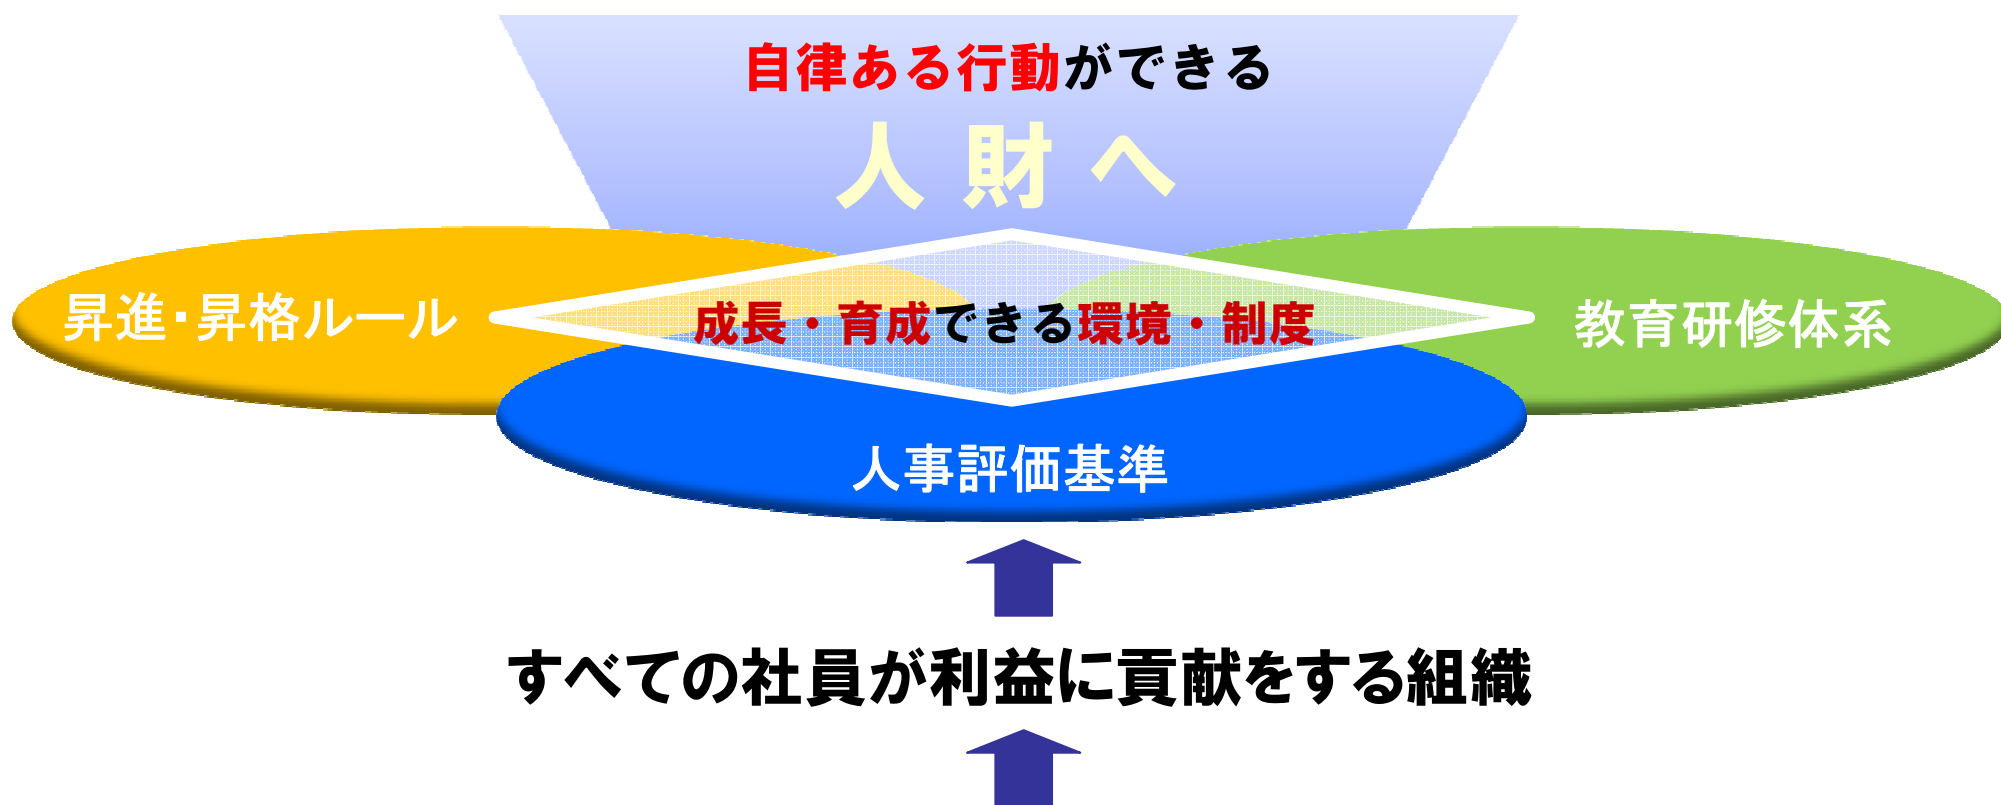 自律ある行動ができる
人財へ
昇進・昇格ルール
成長・育成できる環境・制度
教育研修体系
人事評価基準
すべての社員が利益に貢献をする組織